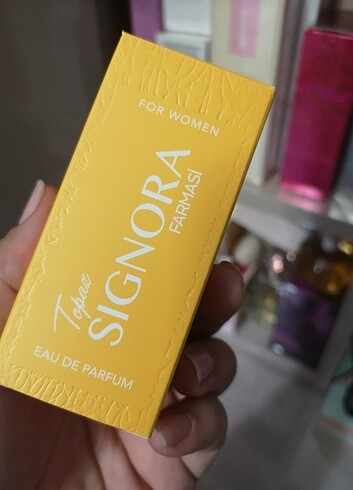 FOR WOMEN
Topaz
SIGNORA
FARMASİ
EAU DE PARFUM